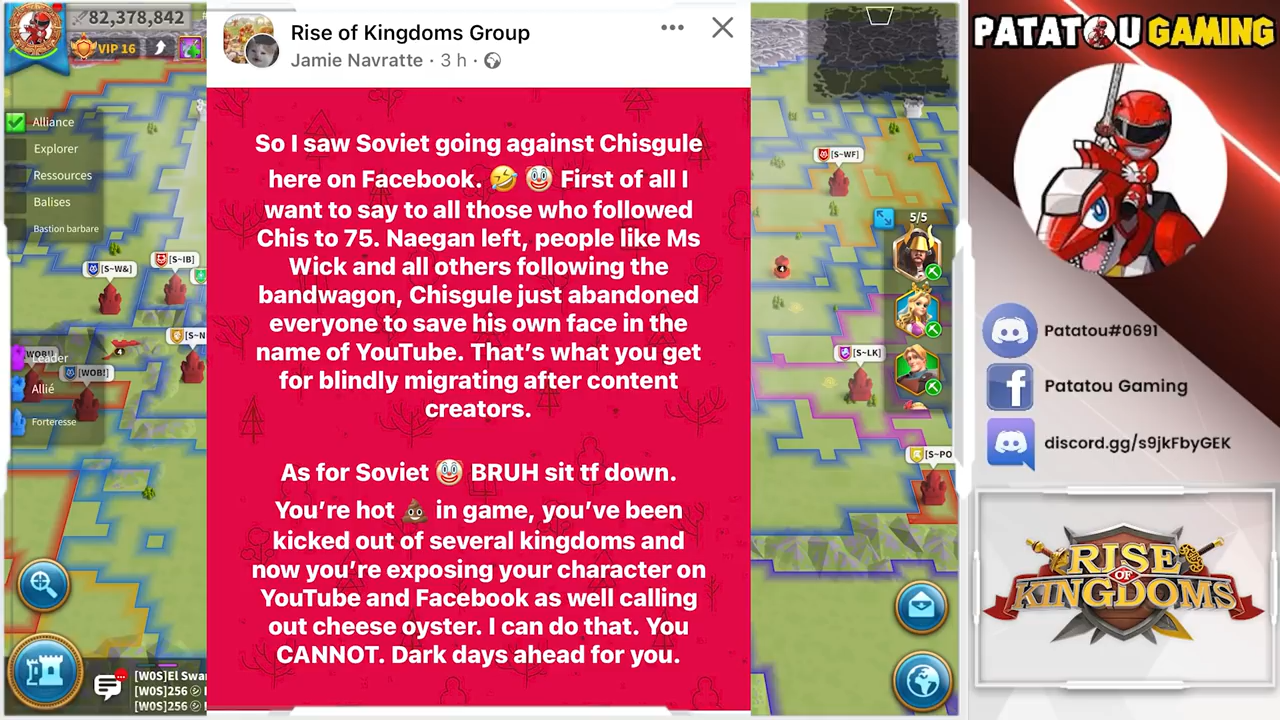 82,378,842
VIP 16
Alliance
Explorer
Ressources
Balises
Bastion barbare
[S~W&]
[S~IB]
[S~N
WOB!]
Leader
4
[WOB!]
Allié
Forteresse
[W0S]El Swa
[W0S]256
[W0S]256
Rise of Kingdoms Group
Jamie Navratte · 3 h ·
So I saw Soviet going against Chisgule
here on Facebook. 🤣 🤡 First of all I
want to say to all those who followed
Chis to 75. Naegan left, people like Ms
Wick and all others following the
bandwagon, Chisgule just abandoned
everyone to save his own face in the
name of YouTube. That's what you get
for blindly migrating after content
creators.
As for Soviet 🤡 BRUH sit tf down.
You're hot 💩 in game, you've been
kicked out of several kingdoms and
now you're exposing your character on
YouTube and Facebook as well calling
out cheese oyster. I can do that. You
CANNOT. Dark days ahead for you.
[S~WF]
5/5
4
[S~LK]
[S~PO
PATATOU GAMING
Patatou#0691
Patatou Gaming
discord.gg/s9jkFbyGEK
RISE
OF
KINGDOMS